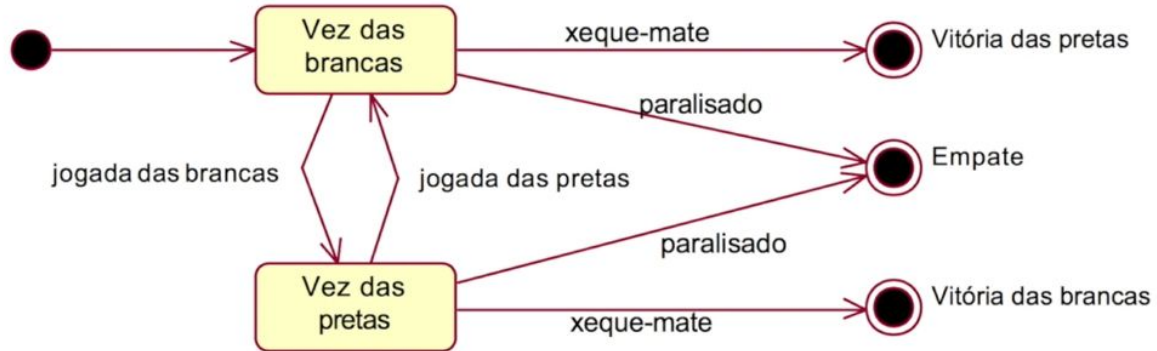 Vez das
brancas
xeque-mate
Vitória das pretas
paralisado
Empate
jogada das brancas
jogada das pretas
paralisado
Vez das
pretas
xeque-mate
Vitória das brancas